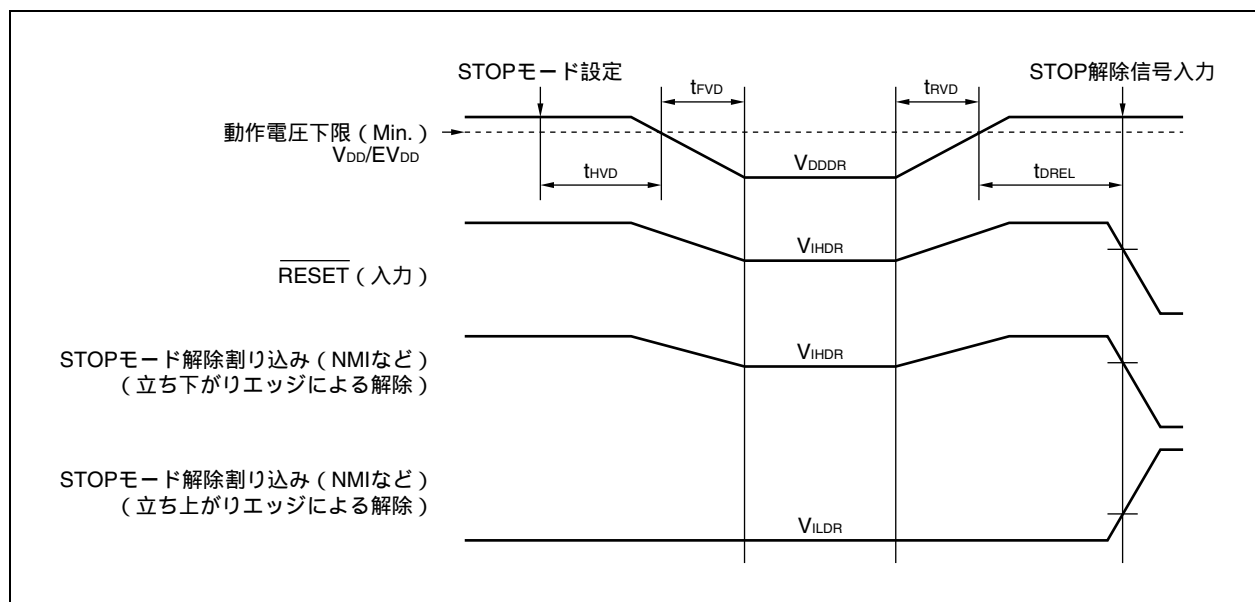 STOPモード設定
STOP解除信号入力
tFVD
tRVD
動作電圧下限（Min.）
VDD/EVDD
VDDDR
tHVD
tDREL
VIHDR
RESET（入力）
STOPモード解除割り込み（NMIなど）
（立ち下がりエッジによる解除）
VIHDR
STOPモード解除割り込み（NMIなど）
（立ち上がりエッジによる解除）
VILDR